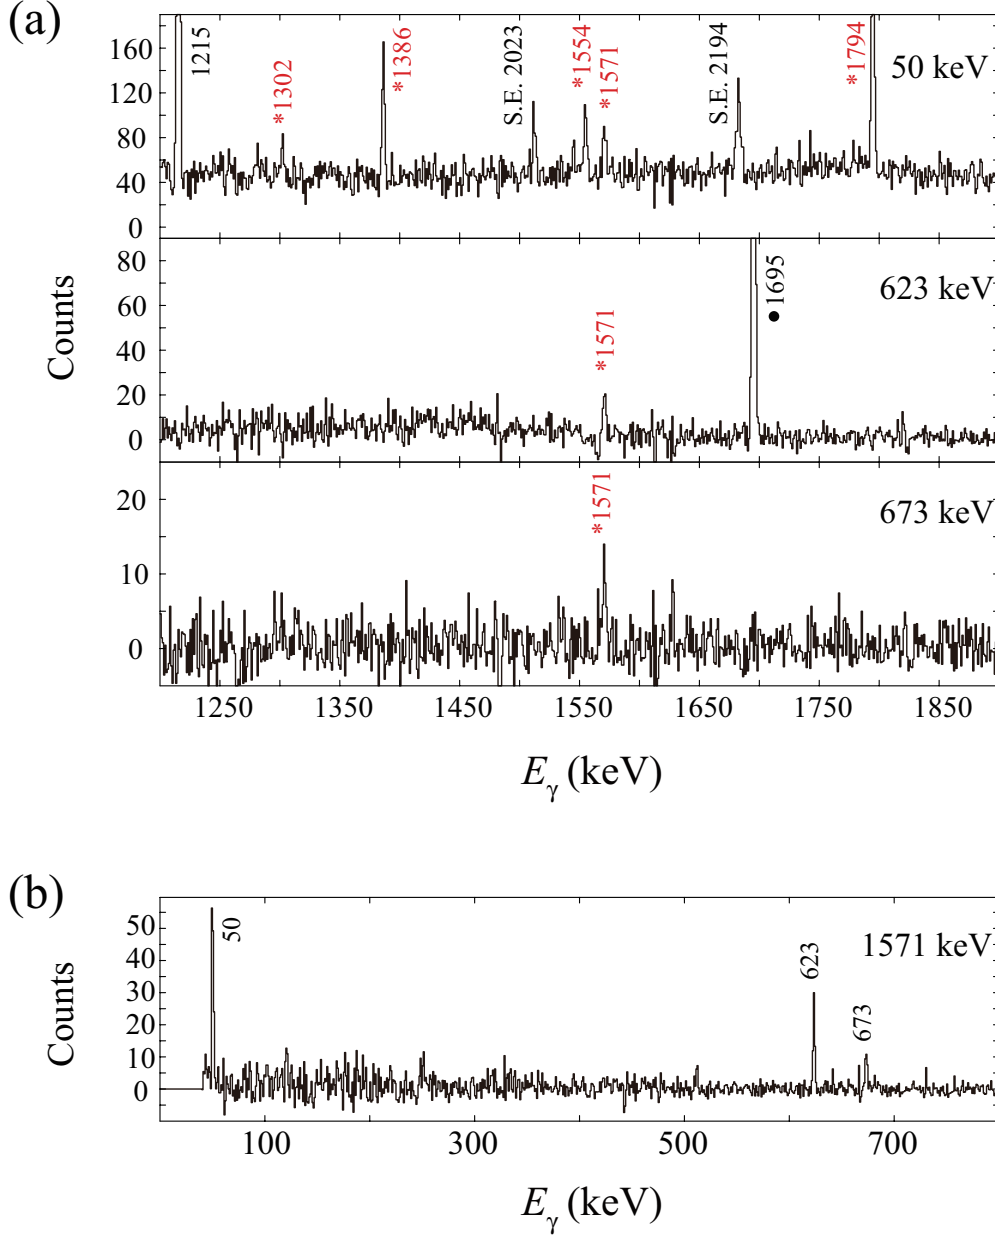 (a)
1215
*1302
*1386
S.E. 2023
*1554
*1571
S.E. 2194
*1794
50 keV
160
120
80
40
0
*1571
●1695
623 keV
80
60
40
20
0
*1571
673 keV
20
10
0
Counts
1250 1350 1450 1550 1650 1750 1850
Eγ (keV)
(b)
50
623
673
1571 keV
50
40
30
20
10
0
Counts
100 300 500 700
Eγ (keV)